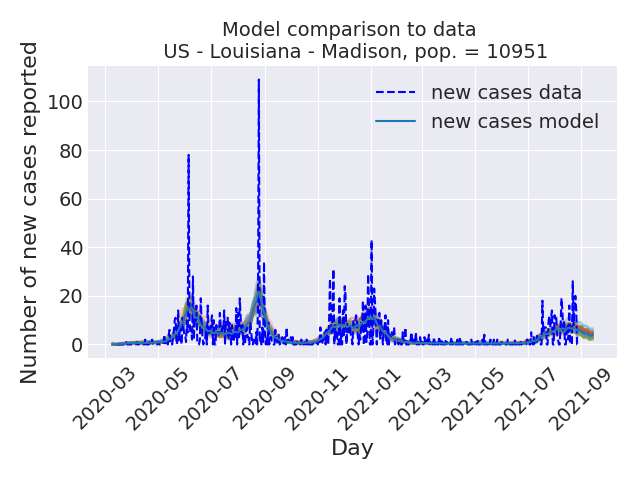 Model comparison to data
US - Louisiana - Madison, pop. = 10951
Number of new cases reported
100
80
60
40
20
0
new cases data
new cases model
2020-03
2020-05
2020-07
2020-09
2020-11
2021-01
2021-03
2021-05
2021-07
2021-09
Day